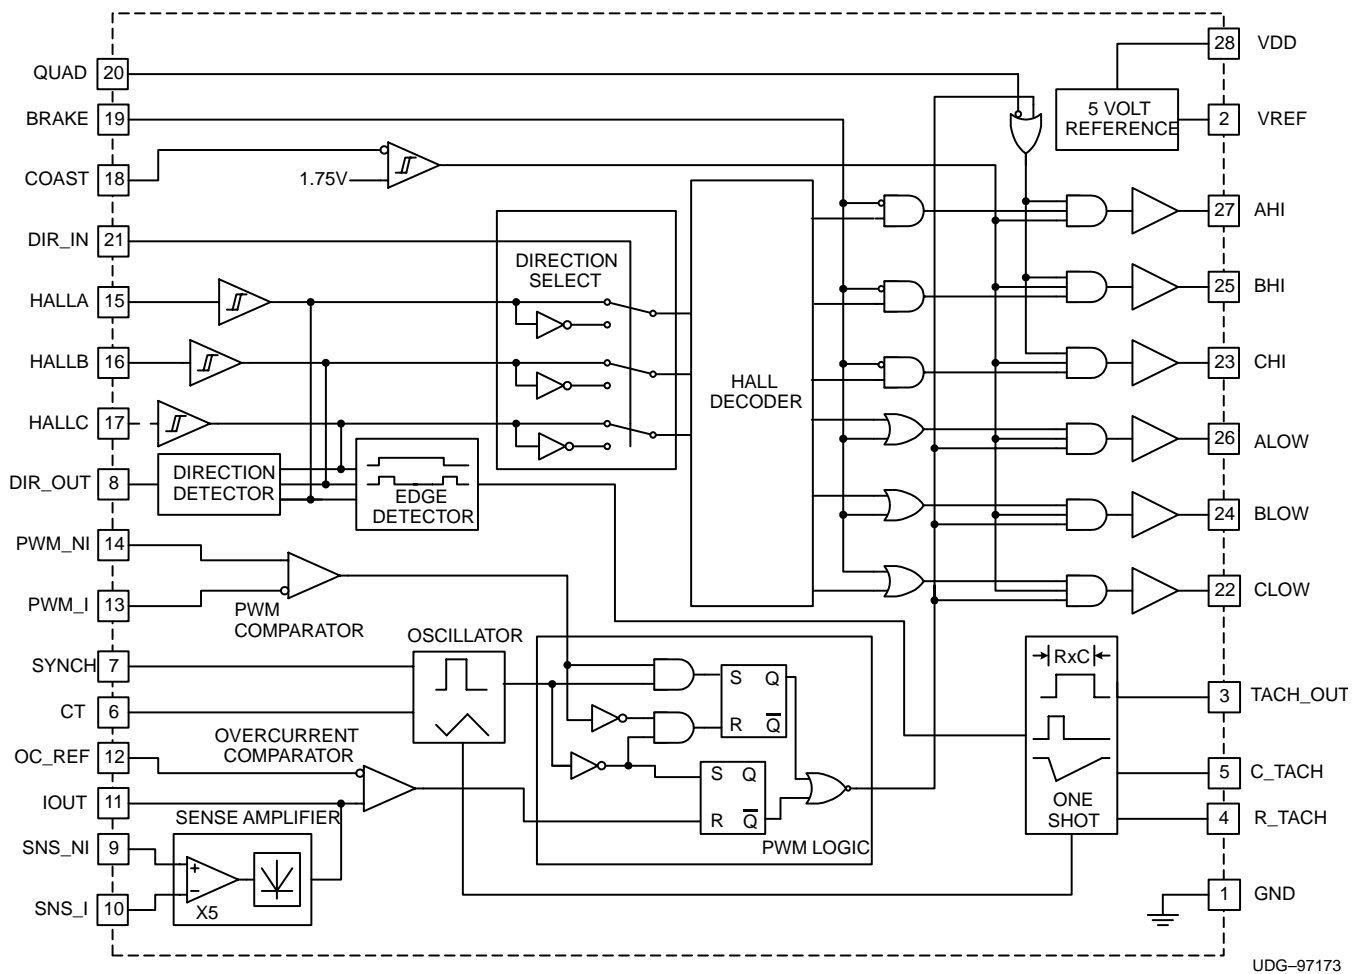 QUAD 20
BRAKE 19
COAST 18
DIR_IN 21
HALLA 15
HALLB 16
HALLC 17
DIR_OUT 8
PWM_NI 14
PWM_I 13
SYNCH 7
CT 6
OC_REF 12
IOUT 11
SNS_NI 9
SNS_I 10
1.75V
DIRECTION
SELECT
HALL
DECODER
DIRECTION
DETECTOR
EDGE
DETECTOR
PWM
COMPARATOR
OSCILLATOR
OVERCURRENT
COMPARATOR
SENSE AMPLIFIER
+
−
X5
S Q
R Q̅
S Q
R Q̅
PWM LOGIC
5 VOLT
REFERENCE
RxC
ONE
SHOT
28 VDD
2 VREF
27 AHI
25 BHI
23 CHI
26 ALOW
24 BLOW
22 CLOW
3 TACH_OUT
5 C_TACH
4 R_TACH
1 GND
UDG–97173